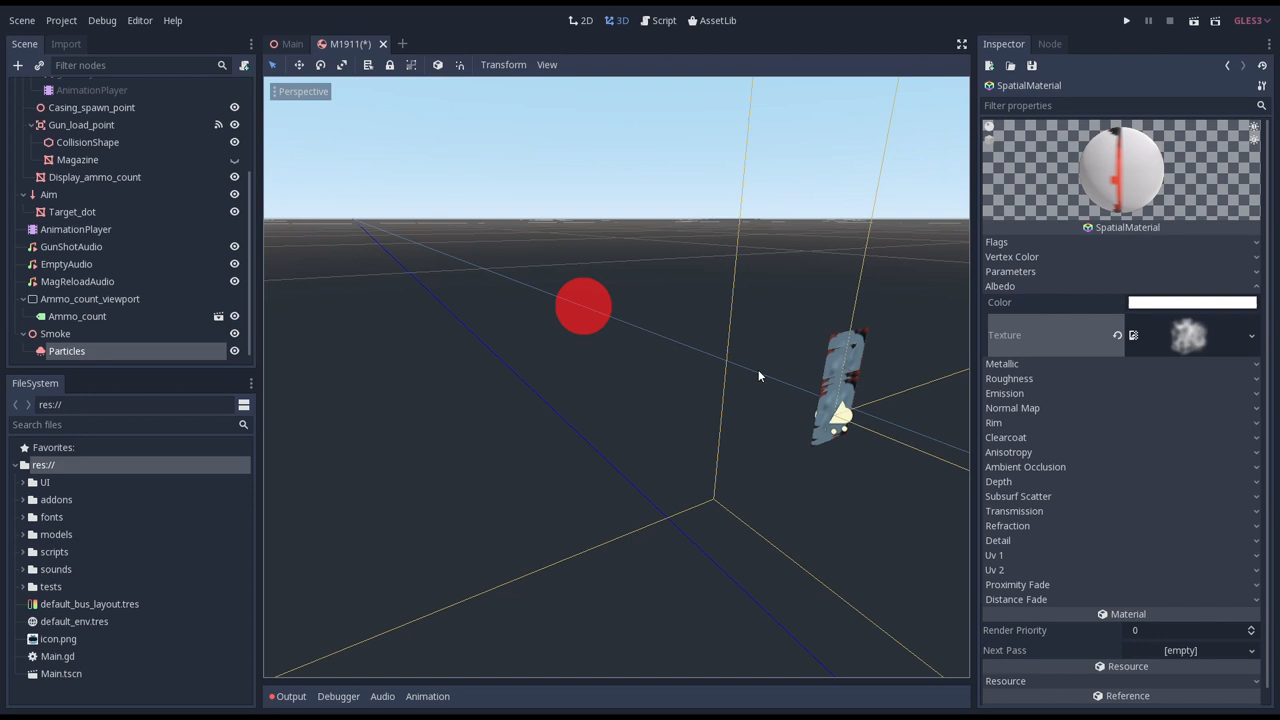 Scene Project Debug Editor Help
2D 3D Script AssetLib
GLES3
Scene Import
Filter nodes
AnimationPlayer
Casing_spawn_point
Gun_load_point
CollisionShape
Magazine
Display_ammo_count
Aim
Target_dot
AnimationPlayer
GunShotAudio
EmptyAudio
MagReloadAudio
Ammo_count_viewport
Ammo_count
Smoke
Particles
FileSystem
res://
Search files
Favorites:
res://
UI
addons
fonts
models
scripts
sounds
tests
default_bus_layout.tres
default_env.tres
icon.png
Main.gd
Main.tscn
Main M1911(*)
Transform View
Perspective
Output Debugger Audio Animation
Inspector Node
SpatialMaterial
Filter properties
SpatialMaterial
Flags
Vertex Color
Parameters
Albedo
Color
Texture
Metallic
Roughness
Emission
Normal Map
Rim
Clearcoat
Anisotropy
Ambient Occlusion
Depth
Subsurf Scatter
Transmission
Refraction
Detail
Uv 1
Uv 2
Proximity Fade
Distance Fade
Material
Render Priority 0
Next Pass [empty]
Resource
Resource
Reference